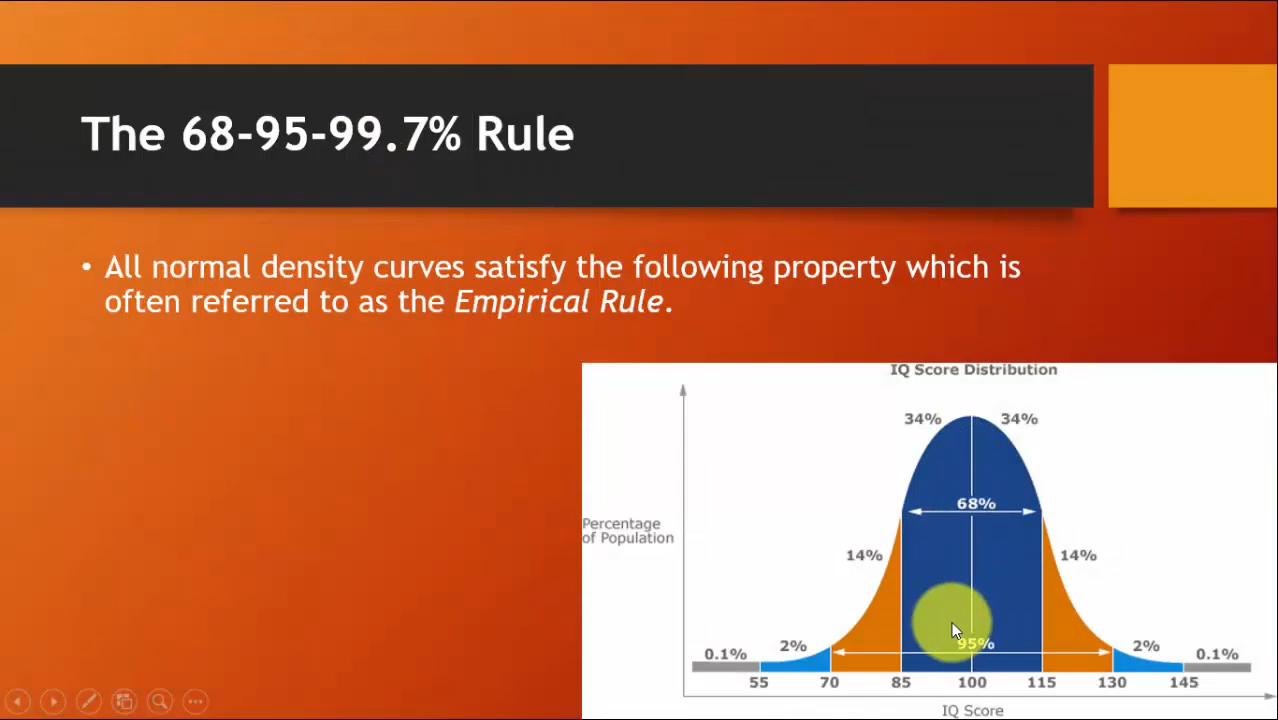 The 68-95-99.7% Rule
• All normal density curves satisfy the following property which is
often referred to as the Empirical Rule.
IQ Score Distribution
34% 34%
68%
Percentage
of Population
14% 14%
95%
0.1% 2% 2% 0.1%
55 70 85 100 115 130 145
IQ Score